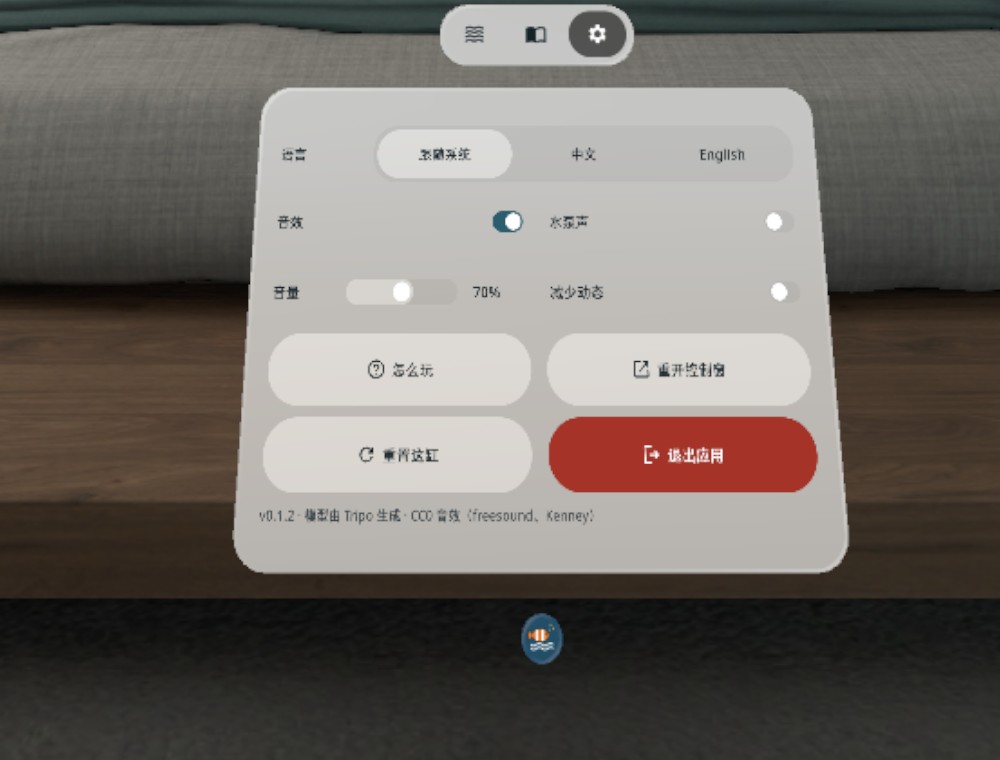 语言 跟随系统 中文 English
音效 水泵声
音量 70% 减少动态
怎么玩 重开控制窗
重置这缸 退出应用
v0.1.2 · 模型由 Tripo 生成 · CC0 音效（freesound、Kenney）